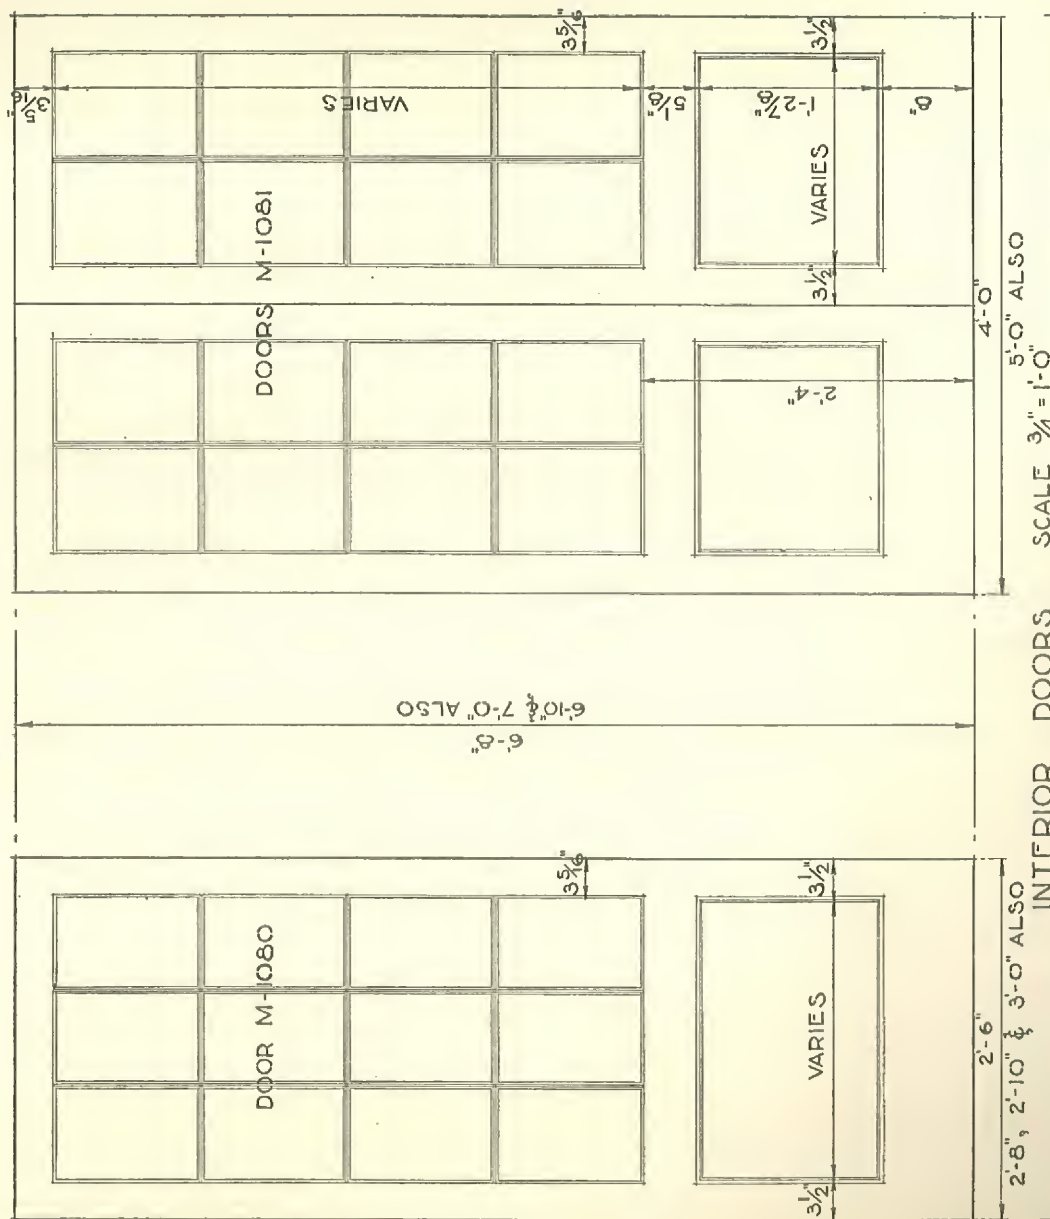 DOOR M-1080
3 5/16"
VARIES
3 1/2"
3 1/2"
2'-6"
2'-8", 2'-10" & 3'-0" ALSO
6'-8"
6'-10" & 7'-0" ALSO
DOORS M-1081
3 5/16"
VARIES
3 5/16"
5 1/8"
1'-2 7/8"
8"
2'-4"
VARIES
3 1/2"
3 1/2"
4'-0"
5'-0" ALSO
INTERIOR DOORS SCALE 3/4" = 1'-0"